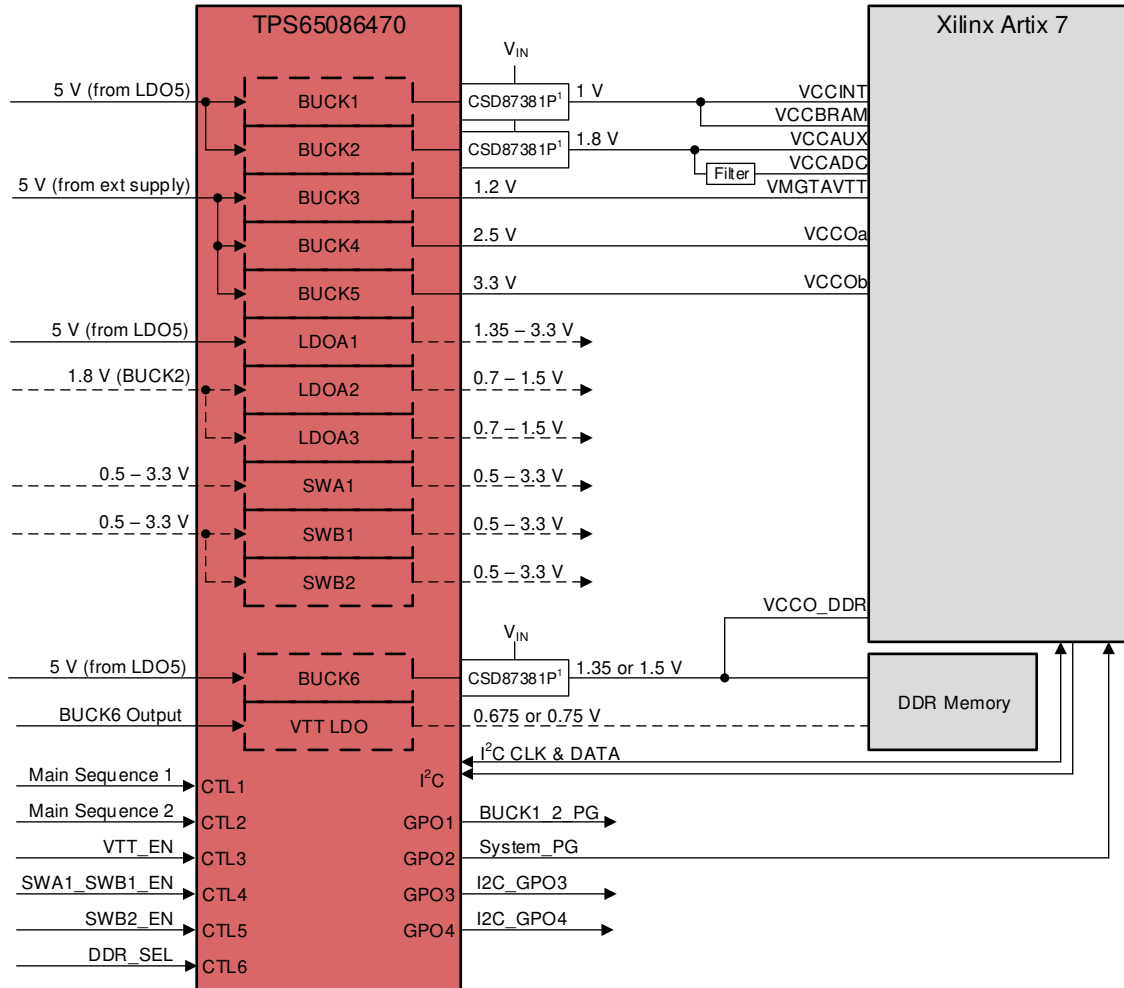 TPS65086470
Xilinx Artix 7
V_IN
5 V (from LDO5)
BUCK1
CSD87381P¹
1 V
VCCINT
VCCBRAM
BUCK2
CSD87381P¹
1.8 V
VCCAUX
Filter
VCCADC
5 V (from ext supply)
BUCK3
1.2 V
VMGTAVTT
BUCK4
2.5 V
VCCOa
BUCK5
3.3 V
VCCOb
5 V (from LDO5)
LDOA1
1.35 – 3.3 V
1.8 V (BUCK2)
LDOA2
0.7 – 1.5 V
LDOA3
0.7 – 1.5 V
0.5 – 3.3 V
SWA1
0.5 – 3.3 V
0.5 – 3.3 V
SWB1
0.5 – 3.3 V
SWB2
0.5 – 3.3 V
VCCO_DDR
V_IN
5 V (from LDO5)
BUCK6
CSD87381P¹
1.35 or 1.5 V
DDR Memory
BUCK6 Output
VTT LDO
0.675 or 0.75 V
I²C CLK & DATA
I²C
Main Sequence 1
CTL1
Main Sequence 2
CTL2
GPO1
BUCK1_2_PG
VTT_EN
CTL3
GPO2
System_PG
SWA1_SWB1_EN
CTL4
GPO3
I2C_GPO3
SWB2_EN
CTL5
GPO4
I2C_GPO4
DDR_SEL
CTL6